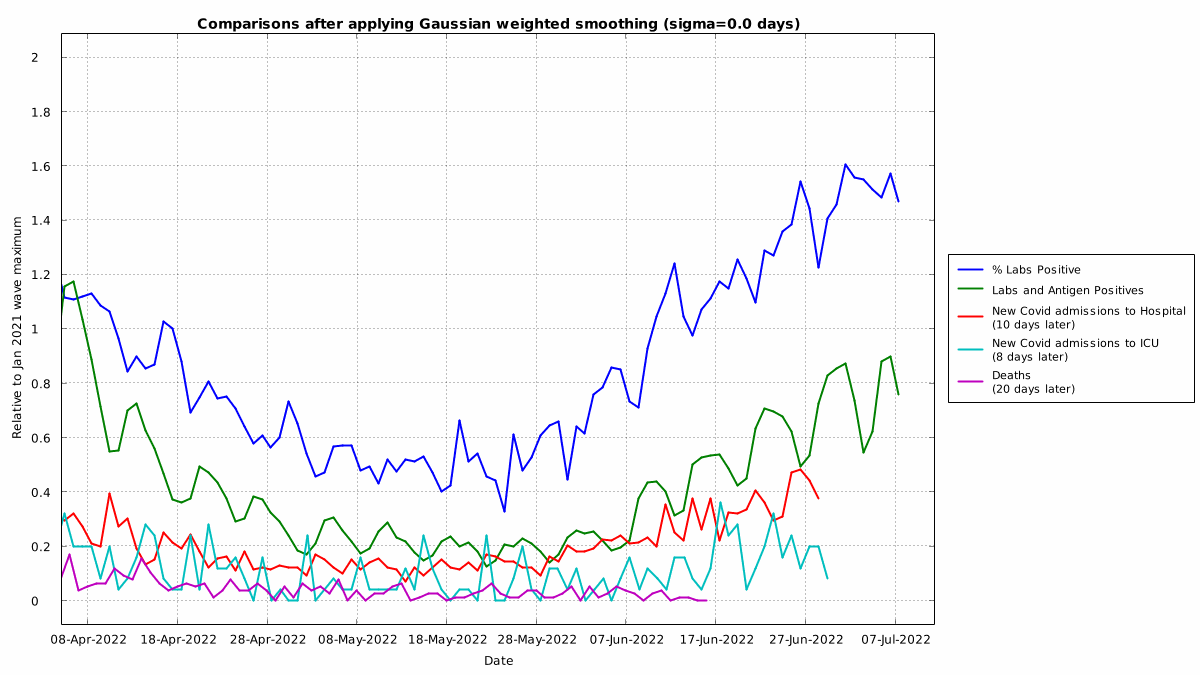 Comparisons after applying Gaussian weighted smoothing (sigma=0.0 days)
2
1.8
1.6
1.4
1.2
1
0.8
0.6
0.4
0.2
0
Relative to Jan 2021 wave maximum
08-Apr-2022 18-Apr-2022 28-Apr-2022 08-May-2022 18-May-2022 28-May-2022 07-Jun-2022 17-Jun-2022 27-Jun-2022 07-Jul-2022
Date
% Labs Positive
Labs and Antigen Positives
New Covid admissions to Hospital
(10 days later)
New Covid admissions to ICU
(8 days later)
Deaths
(20 days later)